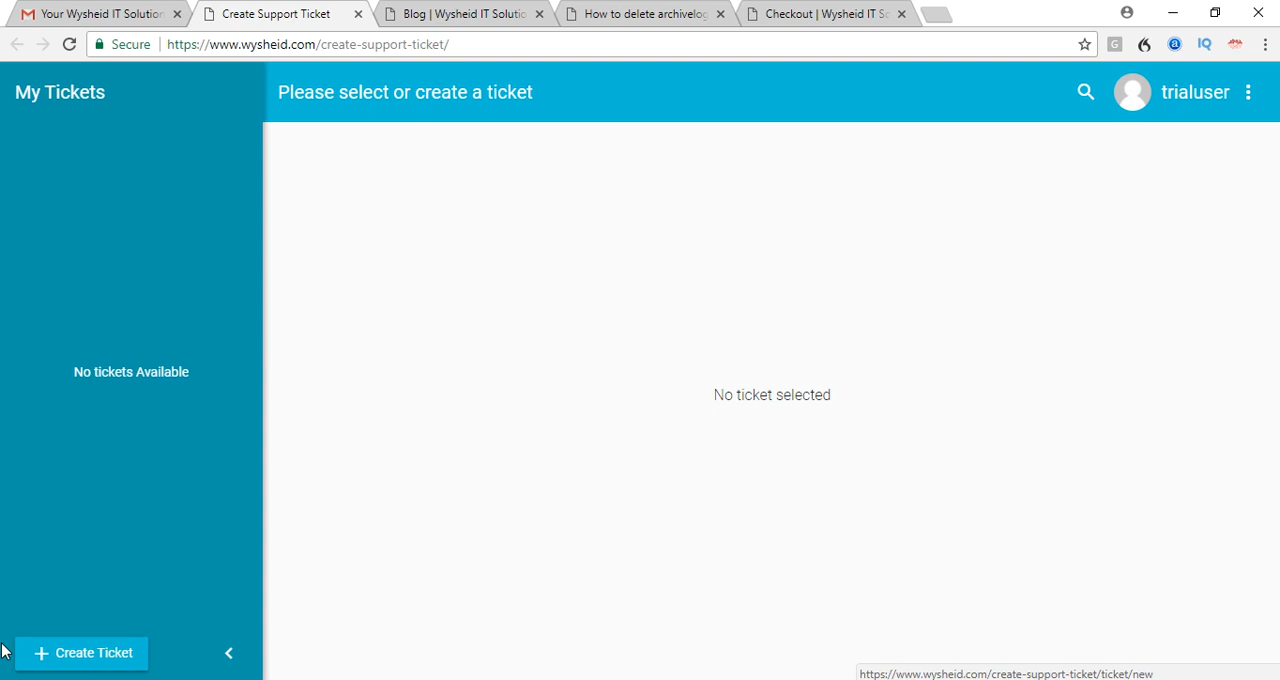 Your Wysheid IT Solution
Create Support Ticket
Blog | Wysheid IT Solutio
How to delete archivelog
Checkout | Wysheid IT So
Secure
https://www.wysheid.com/create-support-ticket/
G
a
IQ
My Tickets
Please select or create a ticket
trialuser
No tickets Available
No ticket selected
+ Create Ticket
https://www.wysheid.com/create-support-ticket/ticket/new